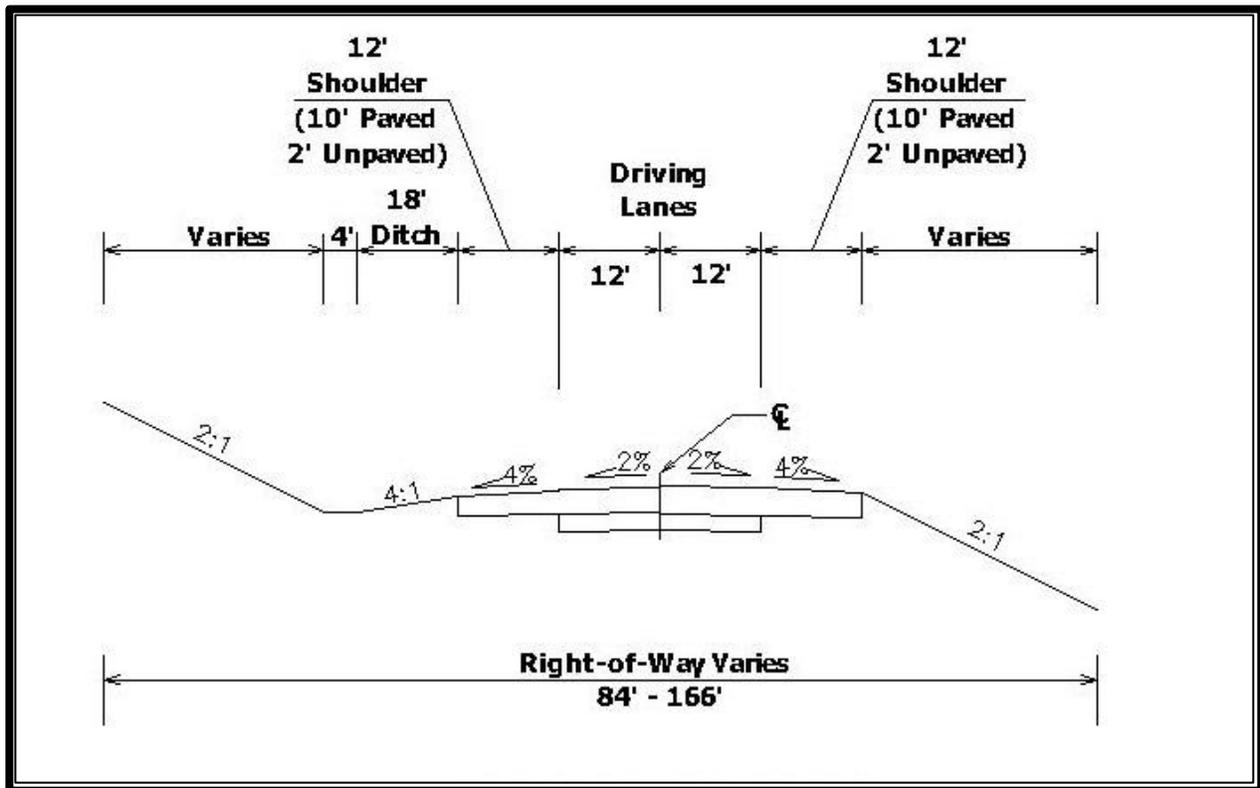 12'
Shoulder
(10' Paved
2' Unpaved)
12'
Shoulder
(10' Paved
2' Unpaved)
Driving
Lanes
Varies
4'
18'
Ditch
Varies
12'
12'
℄
2:1
4:1
4%
2%
2%
4%
2:1
Right-of-Way Varies
84' - 166'